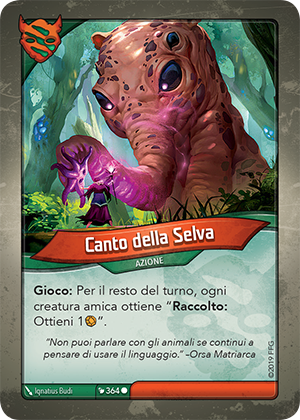 Canto della Selva
AZIONE
Gioco: Per il resto del turno, ogni
creatura amica ottiene “Raccolto:
Ottieni 1”.
“Non puoi parlare con gli animali se continui a
pensare di usare il linguaggio.” –Orsa Matriarca
©2019 FFG
Ignatius Budi
364